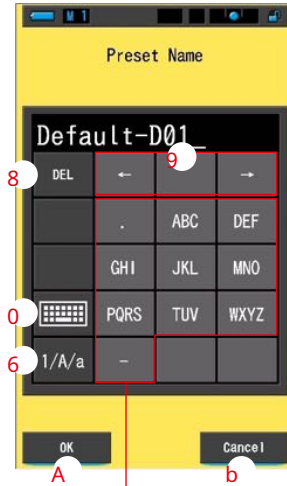 M 1
Preset Name
Default-D01_
9
8 DEL ← →
. ABC DEF
GHI JKL MNO
0 PQRS TUV WXYZ
6 1/A/a -
OK Cancel
A b